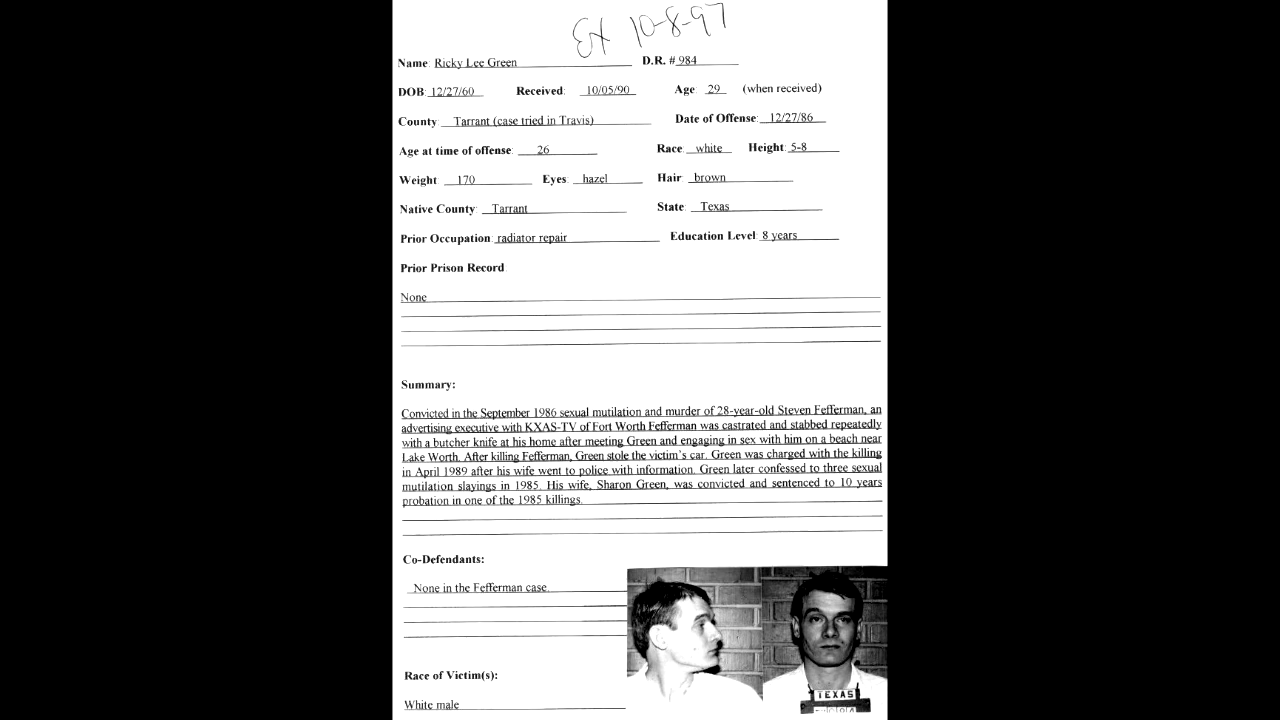 Ex 10-8-97
Name: Ricky Lee Green D.R. # 984
DOB: 12/27/60 Received: 10/05/90 Age: 29 (when received)
County: Tarrant (case tried in Travis) Date of Offense: 12/27/86
Age at time of offense: 26 Race: white Height: 5-8
Weight: 170 Eyes: hazel Hair: brown
Native County: Tarrant State: Texas
Prior Occupation: radiator repair Education Level: 8 years
Prior Prison Record:
None
Summary:
Convicted in the September 1986 sexual mutilation and murder of 28-year-old Steven Fefferman, an
advertising executive with KXAS-TV of Fort Worth Fefferman was castrated and stabbed repeatedly
with a butcher knife at his home after meeting Green and engaging in sex with him on a beach near
Lake Worth. After killing Fefferman, Green stole the victim's car. Green was charged with the killing
in April 1989 after his wife went to police with information. Green later confessed to three sexual
mutilation slayings in 1985. His wife, Sharon Green, was convicted and sentenced to 10 years
probation in one of the 1985 killings.
Co-Defendants:
None in the Fefferman case.
Race of Victim(s):
White male
TEXAS